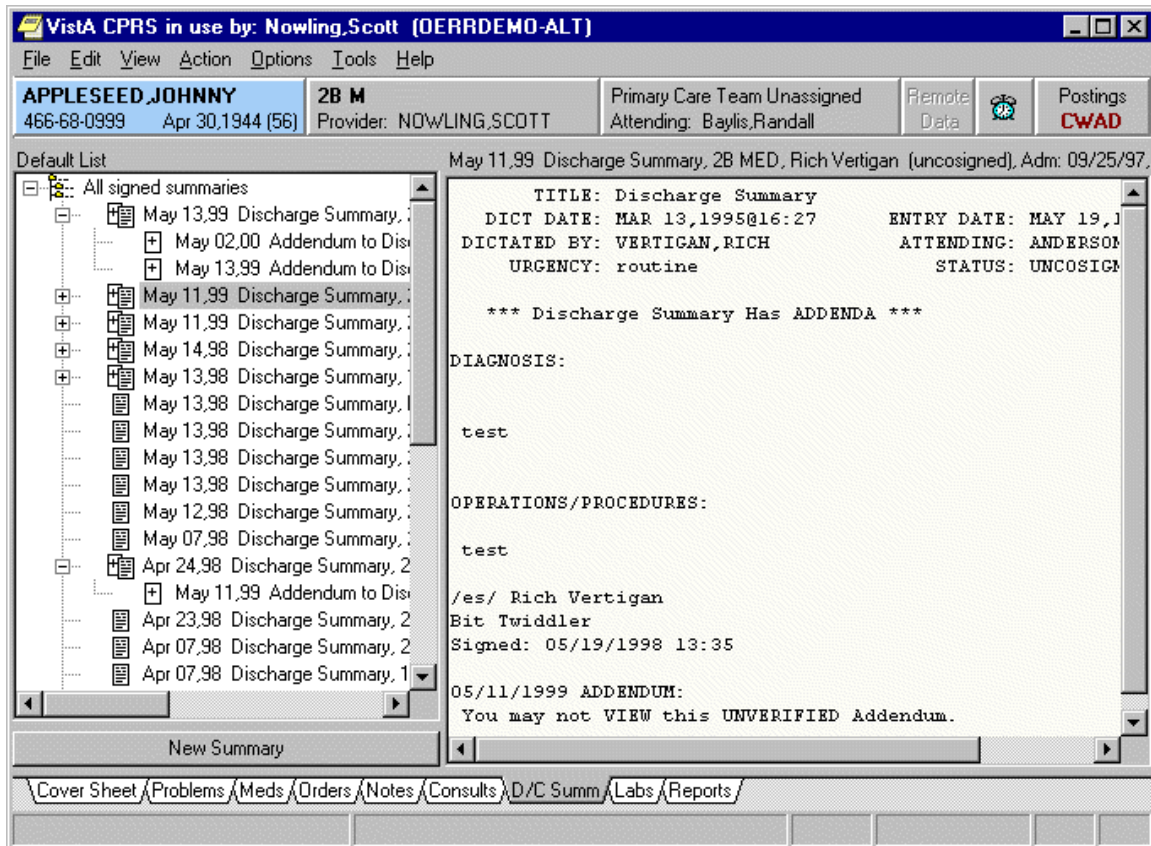 VistA CPRS in use by: Nowling,Scott (OERRDEMO-ALT)
File Edit View Action Options Tools Help
APPLESEED,JOHNNY
466-68-0999 Apr 30,1944 (56)
2B M
Provider: NOWLING,SCOTT
Primary Care Team Unassigned
Attending: Baylis,Randall
Remote
Data
Postings
CWAD
Default List
All signed summaries
May 13,99 Discharge Summary,
May 02,00 Addendum to Dis
May 13,99 Addendum to Dis
May 11,99 Discharge Summary,
May 11,99 Discharge Summary,
May 14,98 Discharge Summary,
May 13,98 Discharge Summary,
May 13,98 Discharge Summary,
May 13,98 Discharge Summary,
May 13,98 Discharge Summary,
May 13,98 Discharge Summary,
May 12,98 Discharge Summary,
May 07,98 Discharge Summary,
Apr 24,98 Discharge Summary, 2
May 11,99 Addendum to Dis
Apr 23,98 Discharge Summary, 2
Apr 07,98 Discharge Summary, 2
Apr 07,98 Discharge Summary, 1
New Summary
May 11,99 Discharge Summary, 2B MED, Rich Vertigan (uncosigned), Adm: 09/25/97,
TITLE: Discharge Summary
DICT DATE: MAR 13,1995@16:27 ENTRY DATE: MAY 19,1
DICTATED BY: VERTIGAN,RICH ATTENDING: ANDERSON
URGENCY: routine STATUS: UNCOSIGN
*** Discharge Summary Has ADDENDA ***
DIAGNOSIS:
test
OPERATIONS/PROCEDURES:
test
/es/ Rich Vertigan
Bit Twiddler
Signed: 05/19/1998 13:35
05/11/1999 ADDENDUM:
You may not VIEW this UNVERIFIED Addendum.
Cover Sheet Problems Meds Orders Notes Consults D/C Summ Labs Reports